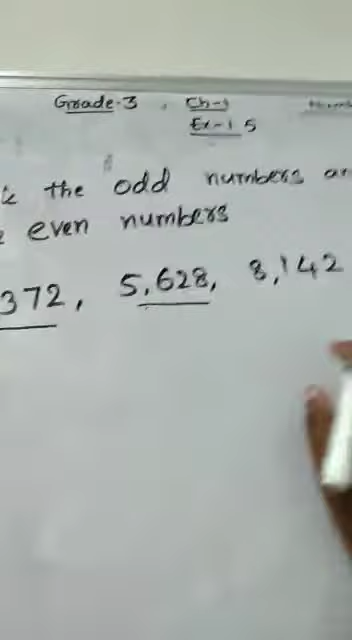 Grade-3, Ch-1
Ex-1.5
the odd numbers
even numbers
372, 5,628, 8,142